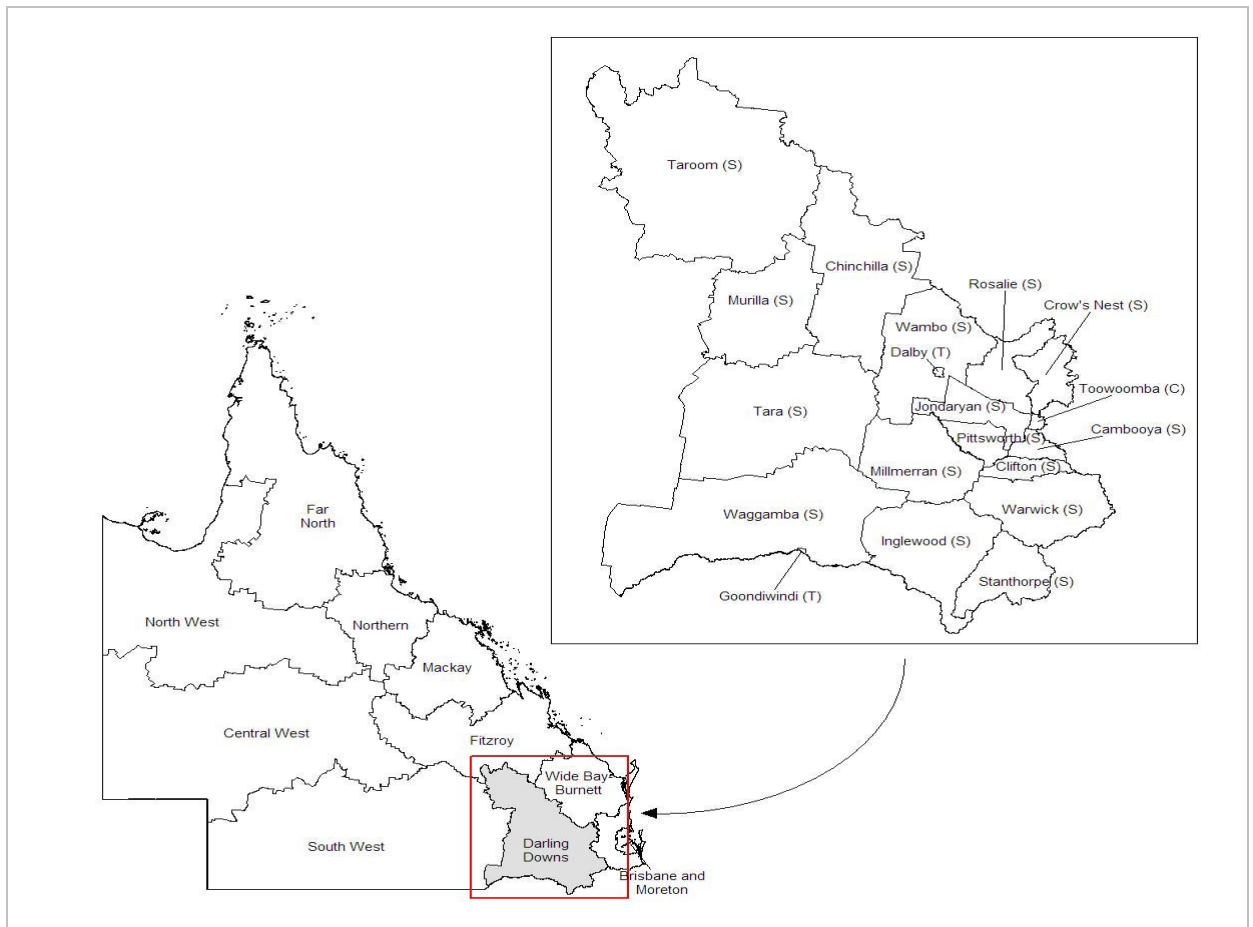 Taroom (S)
Chinchilla (S)
Murilla (S)
Rosalie (S)
Crow's Nest (S)
Wambo (S)
Dalby (T)
Toowoomba (C)
Tara (S)
Jondaryan (S)
Cambooya (S)
Pittsworth (S)
Millmerran (S)
Clifton (S)
Waggamba (S)
Warwick (S)
Inglewood (S)
Stanthorpe (S)
Goondiwindi (T)
Far
North
North West
Northern
Mackay
Central West
Fitzroy
Wide Bay-
Burnett
South West
Darling
Downs
Brisbane and
Moreton